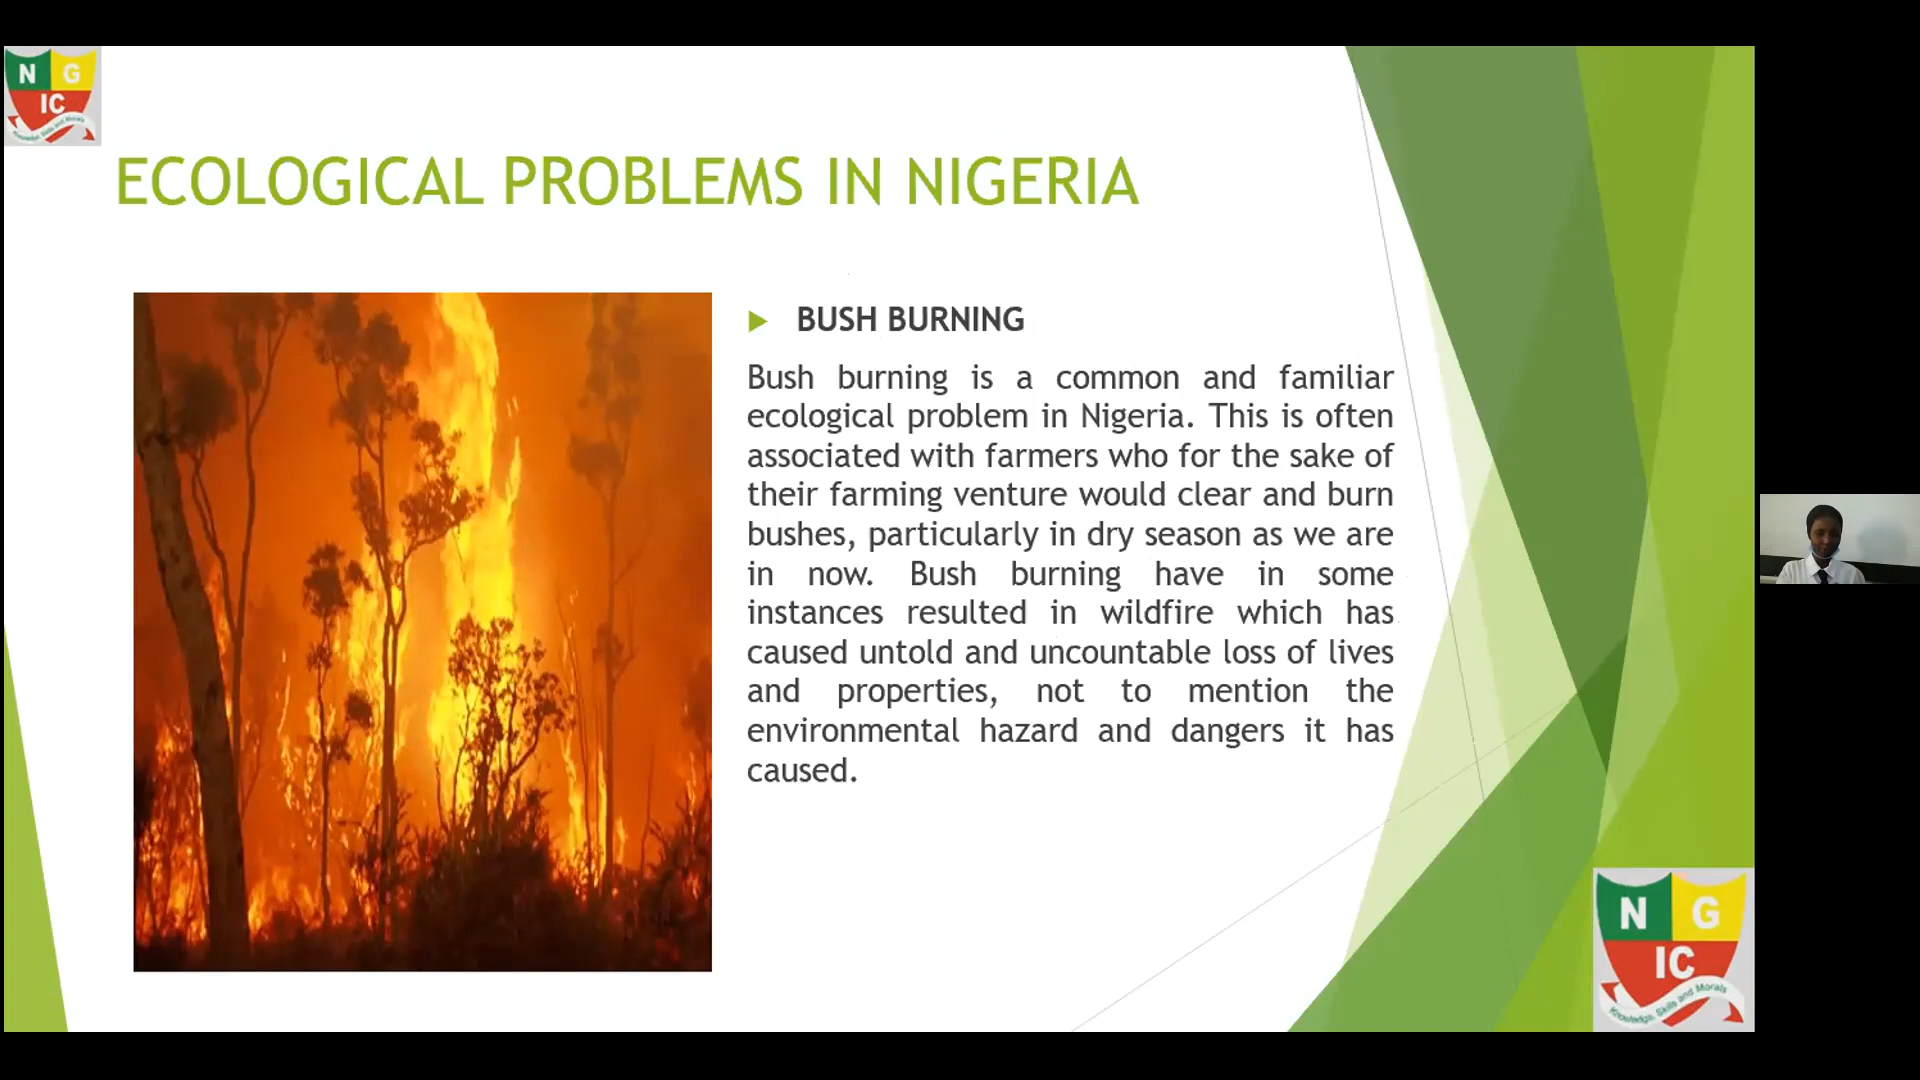 N G
IC
ECOLOGICAL PROBLEMS IN NIGERIA
BUSH BURNING
Bush burning is a common and familiar
ecological problem in Nigeria. This is often
associated with farmers who for the sake of
their farming venture would clear and burn
bushes, particularly in dry season as we are
in now. Bush burning have in some
instances resulted in wildfire which has
caused untold and uncountable loss of lives
and properties, not to mention the
environmental hazard and dangers it has
caused.
N G
IC
Knowledge, Skills and Morals